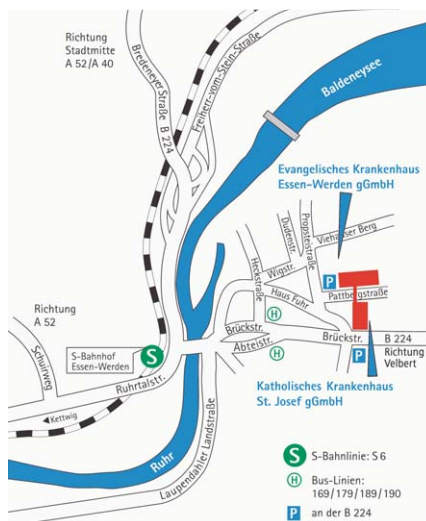 Richtung
Stadtmitte
A 52/A 40
Bredeneyer
Straße B 224
Freiherr-vom-Stein-Straße
Baldeneysee
Evangelisches Krankenhaus
Essen-Werden gGmbH
Dudenstr.
Propsteistraße
Viehauser Berg
Heckstraße
Wigstr.
P
Haus Fuhr
Pattbergstraße
Richtung
A 52
H
Brückstr.
Schuirweg
S-Bahnhof
Essen-Werden
S
Abteistr.
Brückstr.
B 224
Richtung
Velbert
H
P
Ruhrtalstr.
Kettwig
Katholisches Krankenhaus
St. Josef gGmbH
Ruhr
Laupendahler Landstraße
S S-Bahnlinie: S 6
H Bus-Linien:
169/179/189/190
P an der B 224